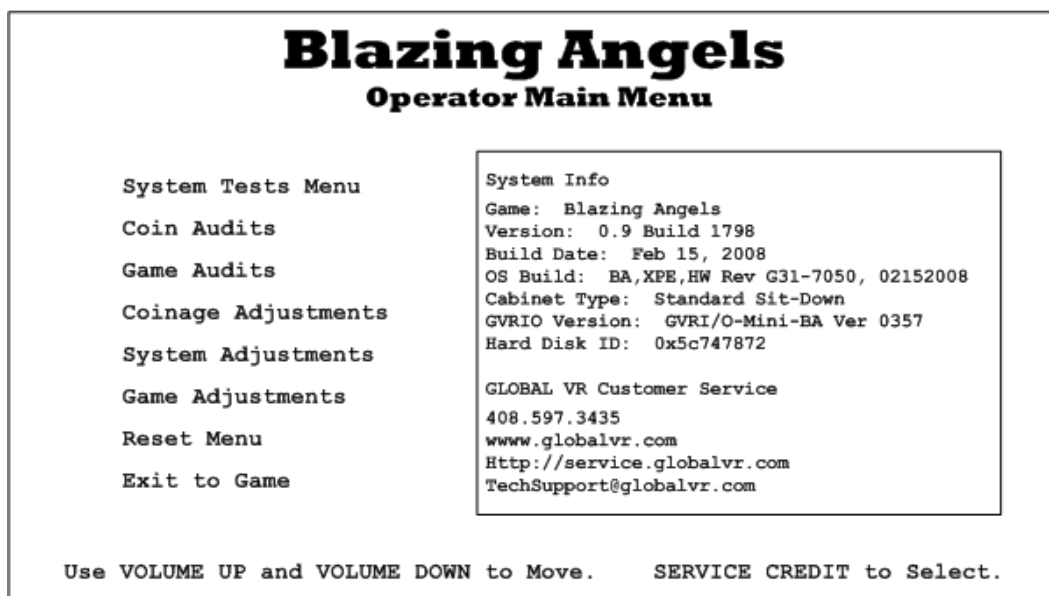 Blazing Angels
Operator Main Menu
System Tests Menu
Coin Audits
Game Audits
Coinage Adjustments
System Adjustments
Game Adjustments
Reset Menu
Exit to Game
System Info
Game: Blazing Angels
Version: 0.9 Build 1798
Build Date: Feb 15, 2008
OS Build: BA,XPE,HW Rev G31-7050, 02152008
Cabinet Type: Standard Sit-Down
GVRIO Version: GVRI/O-Mini-BA Ver 0357
Hard Disk ID: 0x5c747872
GLOBAL VR Customer Service
408.597.3435
wwww.globalvr.com
Http://service.globalvr.com
TechSupport@globalvr.com
Use VOLUME UP and VOLUME DOWN to Move. SERVICE CREDIT to Select.